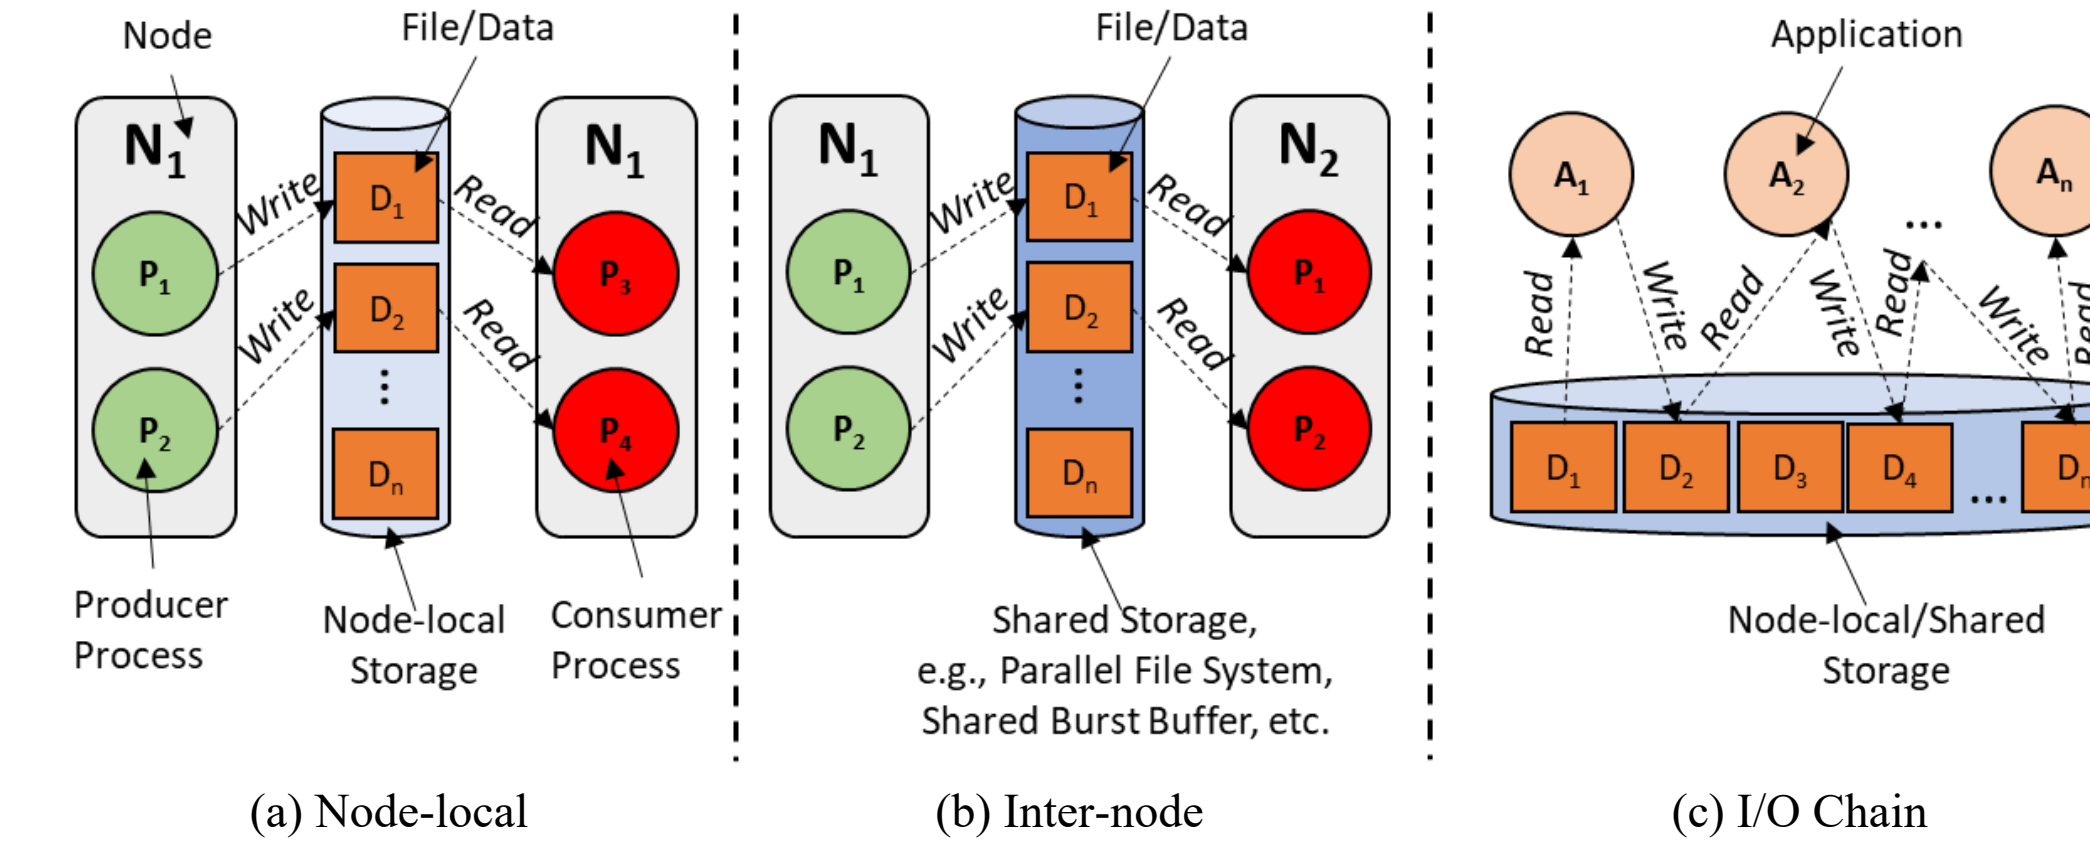 Node
File/Data
N1
N1
Write
D1
Read
P1
P3
Write
D2
Read
P2
P4
⋮
Dn
Producer
Process
Node-local
Storage
Consumer
Process
(a) Node-local
File/Data
N1
N2
Write
D1
Read
P1
P1
Write
D2
Read
P2
P2
⋮
Dn
Shared Storage,
e.g., Parallel File System,
Shared Burst Buffer, etc.
(b) Inter-node
Application
A1
A2
...
An
Read
Write
Read
Write
Read
Write
Read
D1
D2
D3
D4
...
Dn
Node-local/Shared
Storage
(c) I/O Chain